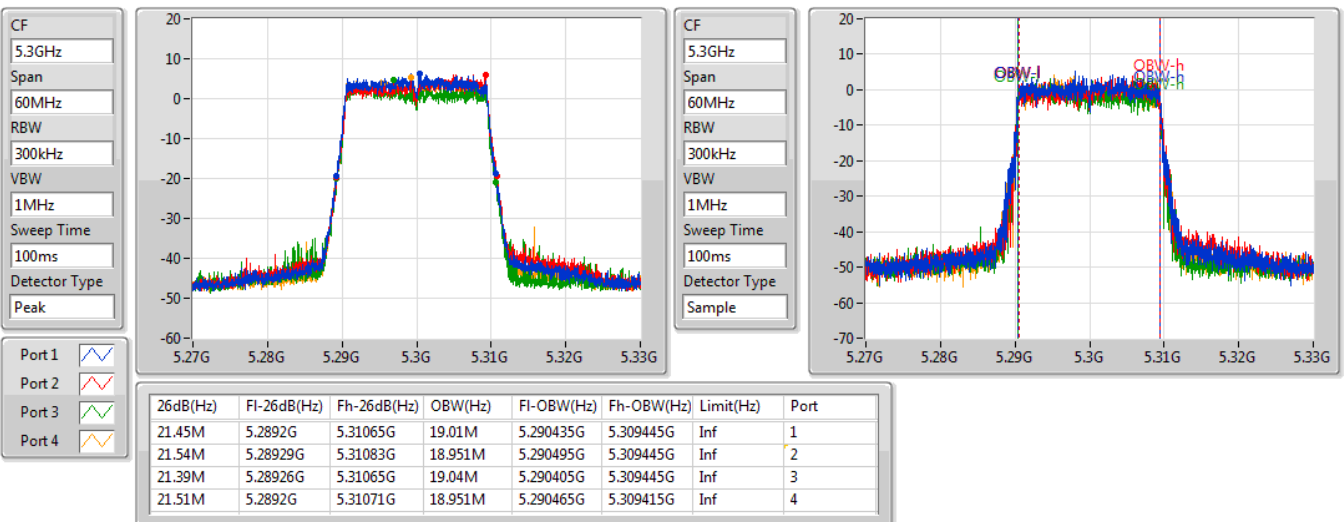 CF
5.3GHz
Span
60MHz
RBW
300kHz
VBW
1MHz
Sweep Time
100ms
Detector Type
Peak
20
10
0
-10
-20
-30
-40
-50
-60
5.27G 5.28G 5.29G 5.3G 5.31G 5.32G 5.33G
CF
5.3GHz
Span
60MHz
RBW
300kHz
VBW
1MHz
Sweep Time
100ms
Detector Type
Sample
20
10
0
-10
-20
-30
-40
-50
-60
-70
OBW-l
OBW-h
OBW-h
OBW-h
5.27G 5.28G 5.29G 5.3G 5.31G 5.32G 5.33G
Port 1
Port 2
Port 3
Port 4
26dB(Hz) Fl-26dB(Hz) Fh-26dB(Hz) OBW(Hz) Fl-OBW(Hz) Fh-OBW(Hz) Limit(Hz) Port
21.45M 5.2892G 5.31065G 19.01M 5.290435G 5.309445G Inf 1
21.54M 5.28929G 5.31083G 18.951M 5.290495G 5.309445G Inf 2
21.39M 5.28926G 5.31065G 19.04M 5.290405G 5.309445G Inf 3
21.51M 5.2892G 5.31071G 18.951M 5.290465G 5.309415G Inf 4